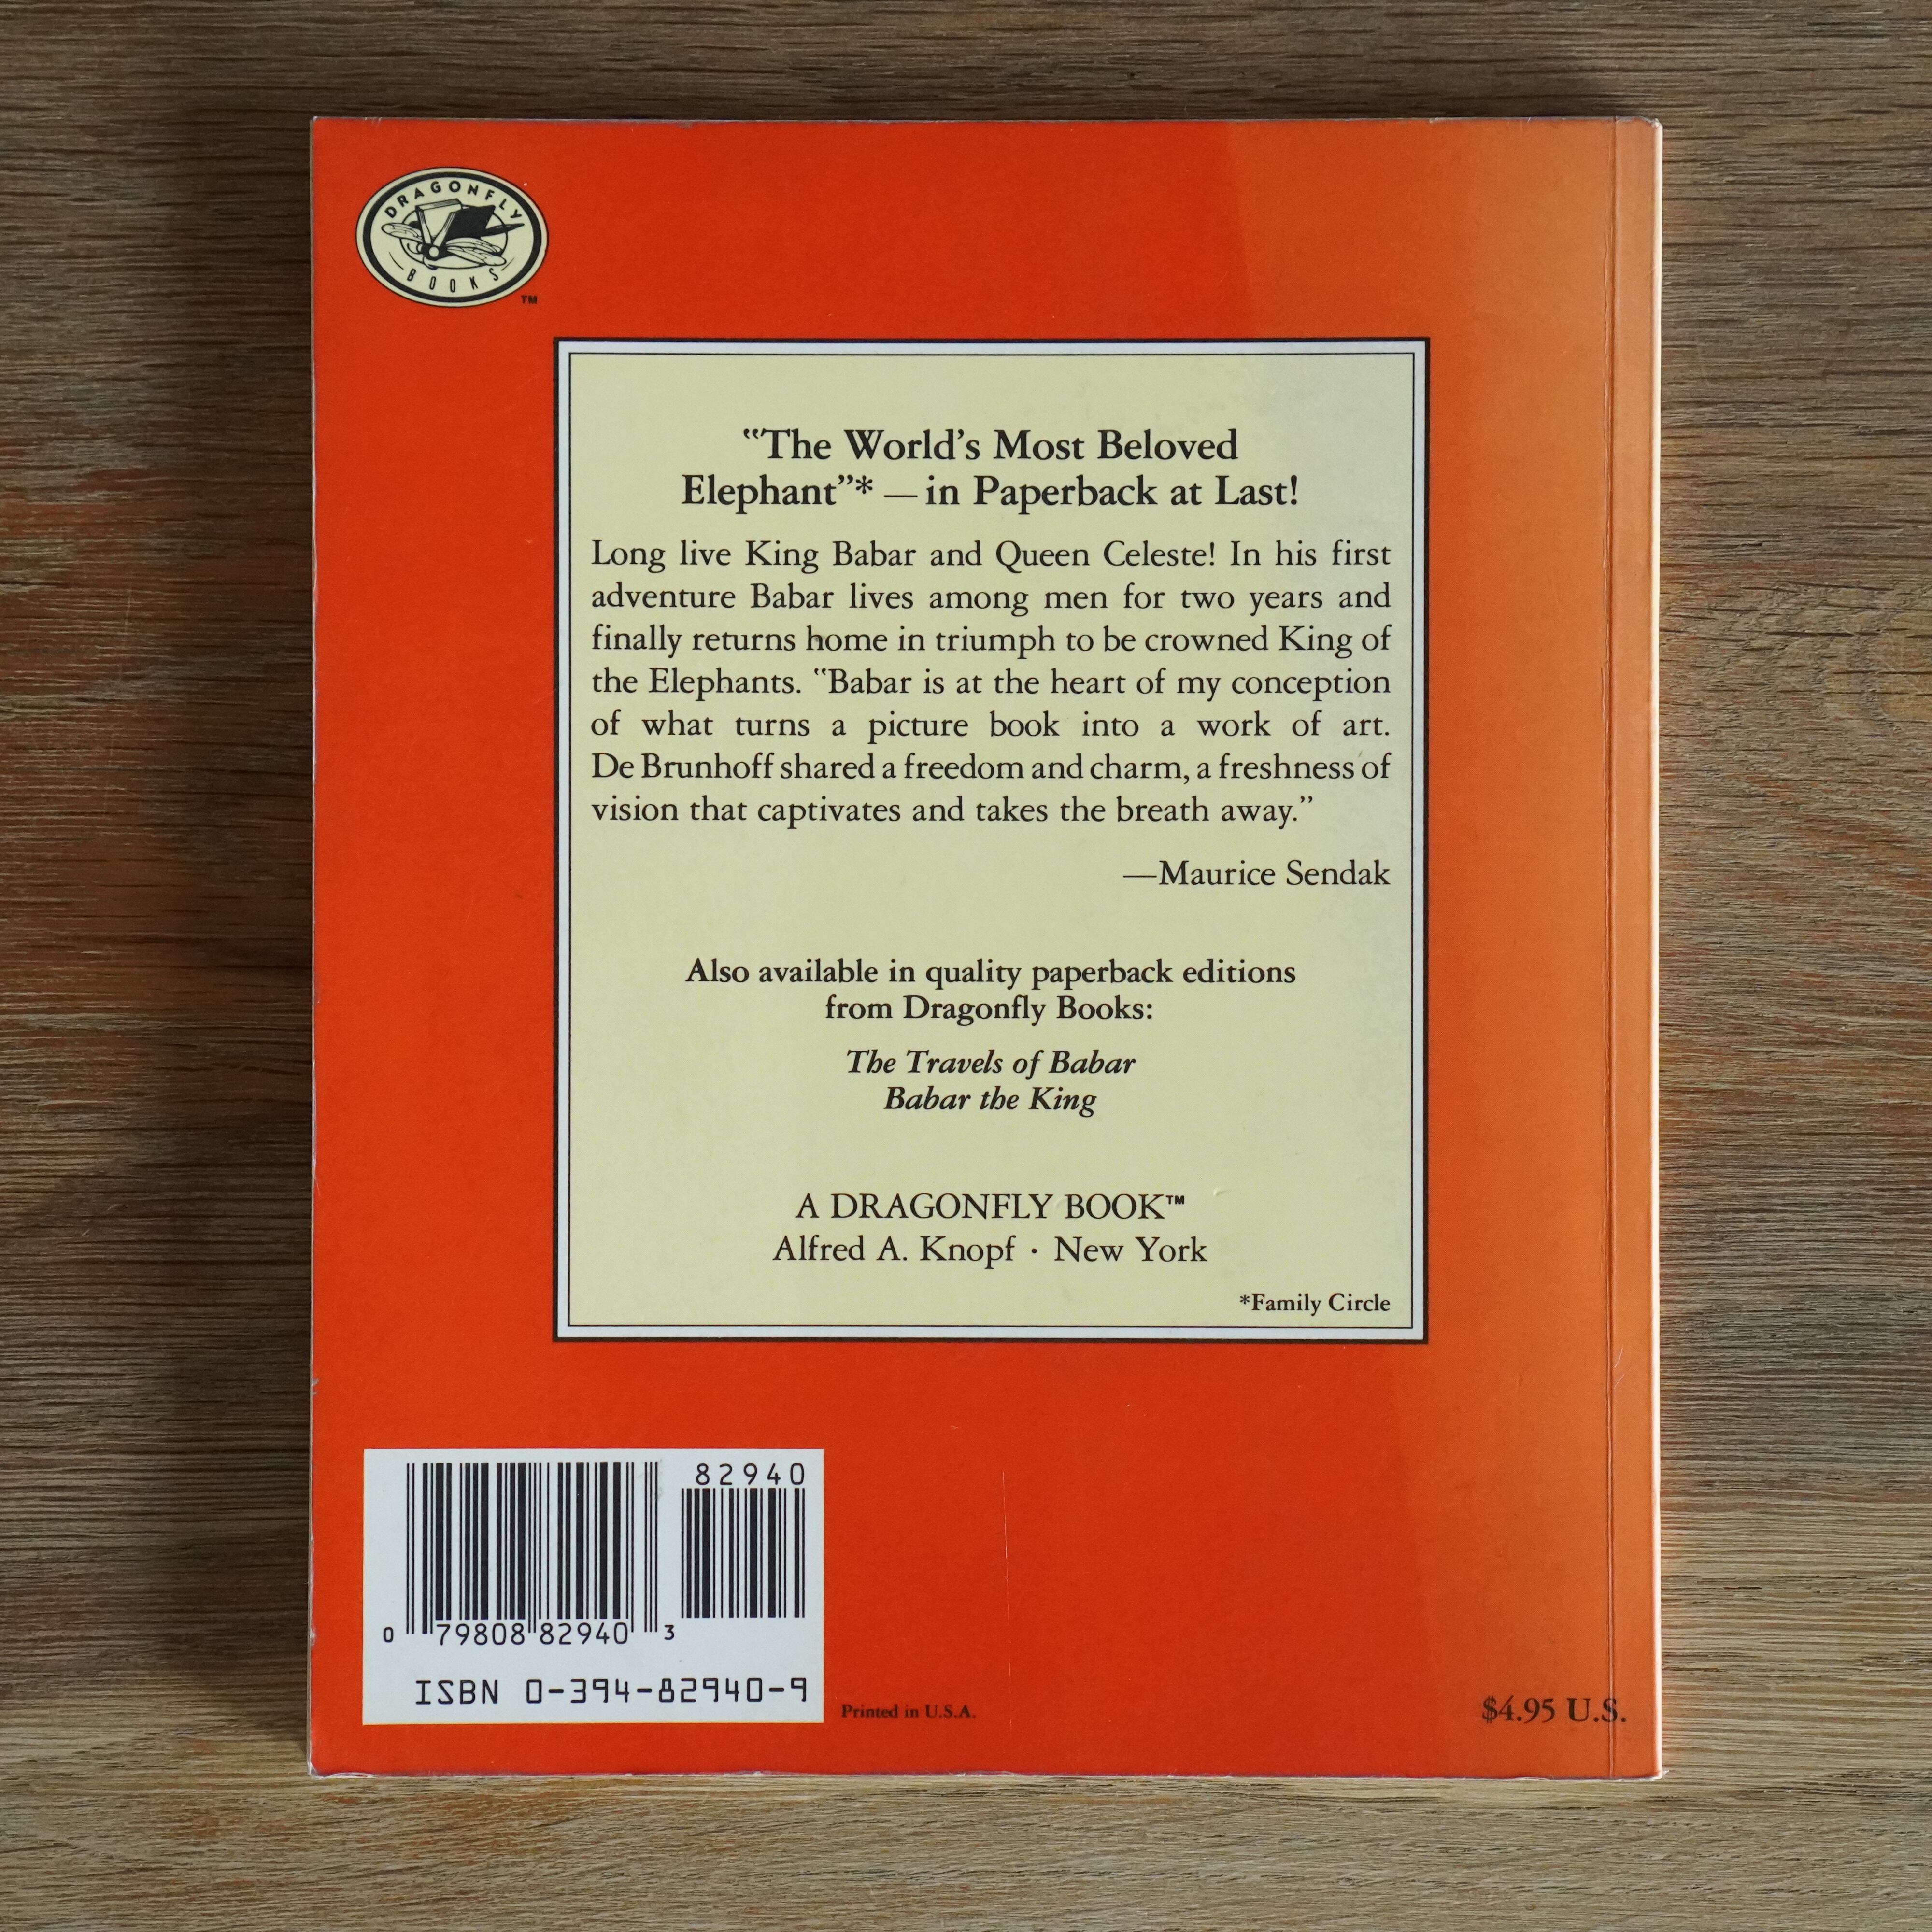 DRAGONFLY
BOOKS
TM
“The World’s Most Beloved
Elephant”* — in Paperback at Last!
Long live King Babar and Queen Celeste! In his first
adventure Babar lives among men for two years and
finally returns home in triumph to be crowned King of
the Elephants. “Babar is at the heart of my conception
of what turns a picture book into a work of art.
De Brunhoff shared a freedom and charm, a freshness of
vision that captivates and takes the breath away.”
—Maurice Sendak
Also available in quality paperback editions
from Dragonfly Books:
The Travels of Babar
Babar the King
A DRAGONFLY BOOK™
Alfred A. Knopf · New York
*Family Circle
82940
0 79808 82940 3
ISBN 0-394-82940-9
Printed in U.S.A.
$4.95 U.S.